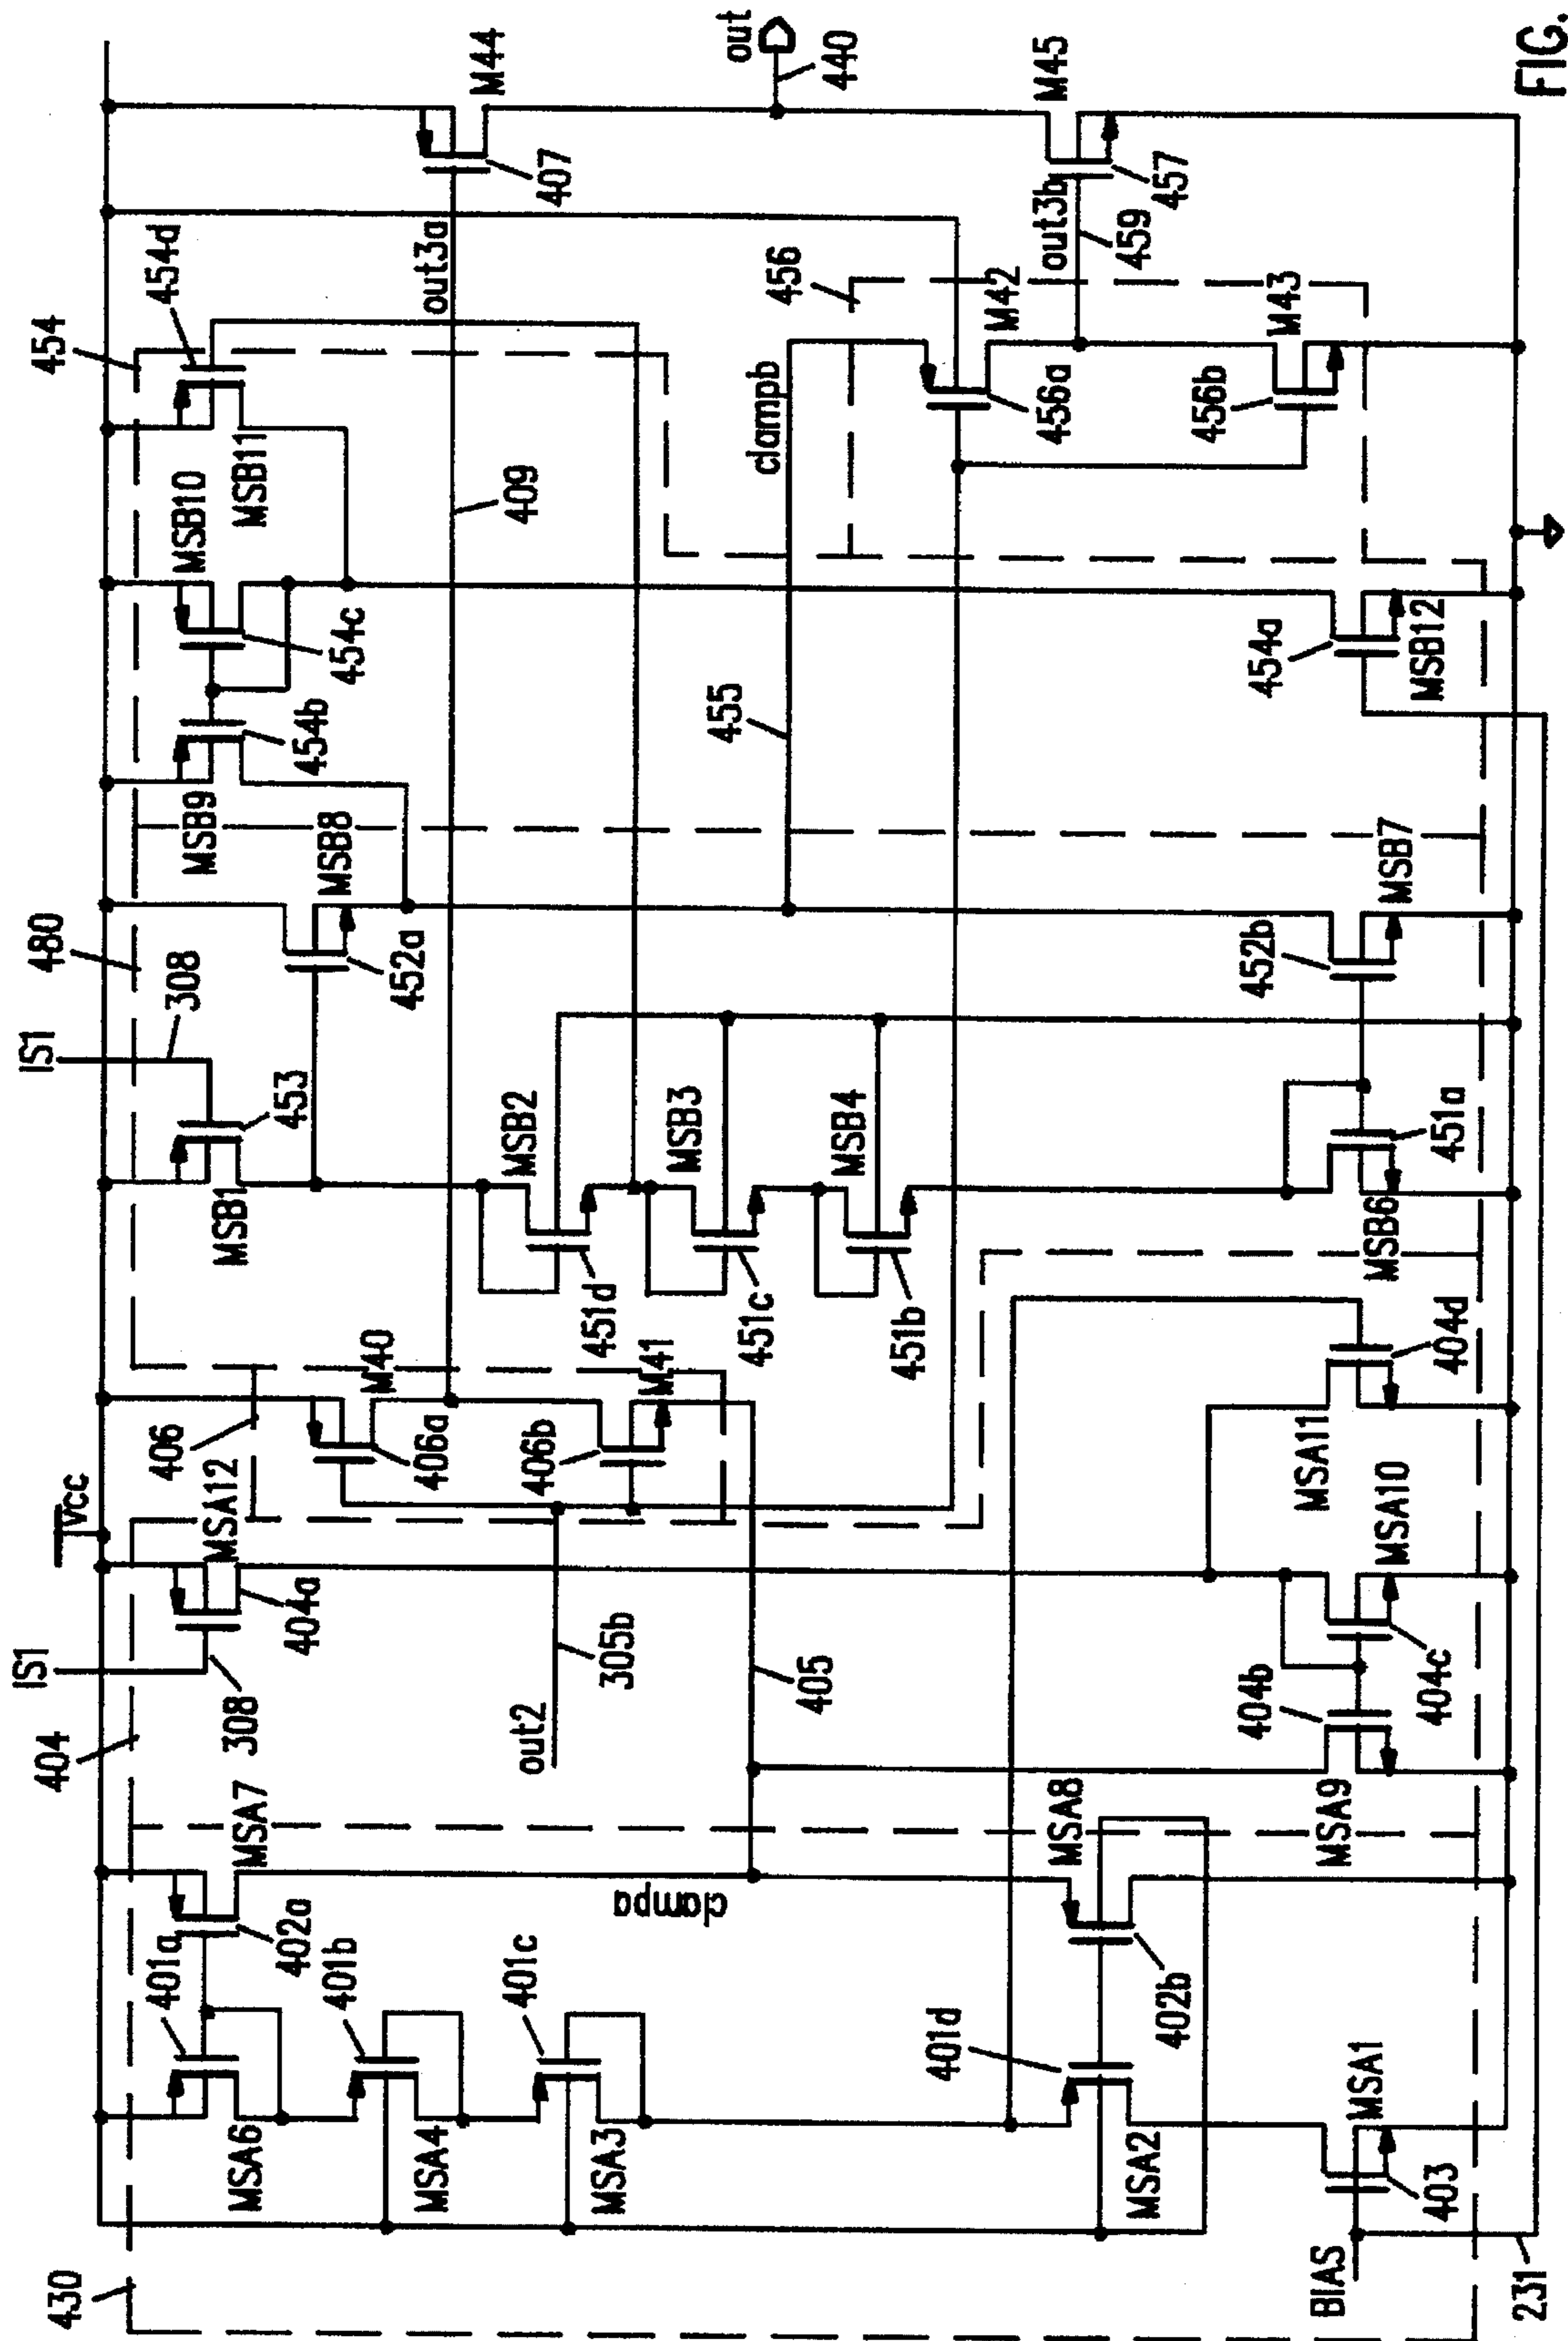 430
404
IS1
308
Vcc
MSA12
404a
406
IS1
308
480
453
MSB1
452a
MSB8
MSB9
454b
454c
MSB10
MSB11
454
454d
401a
MSA6
402a
MSA7
401b
MSA4
401c
MSA3
clampa
out2
305b
405
406a
M40
406b
M41
451d
MSB2
451c
MSB3
451b
MSB4
409
455
clampb
456
out3a
407
M44
out
440
M45
out3b
459
457
M42
456a
M43
456b
401d
MSA2
402b
MSA8
MSA1
403
BIAS
231
MSA9
404b
404c
MSA10
MSA11
404d
MSB6
451a
452b
MSB7
454a
MSB12
FIG.